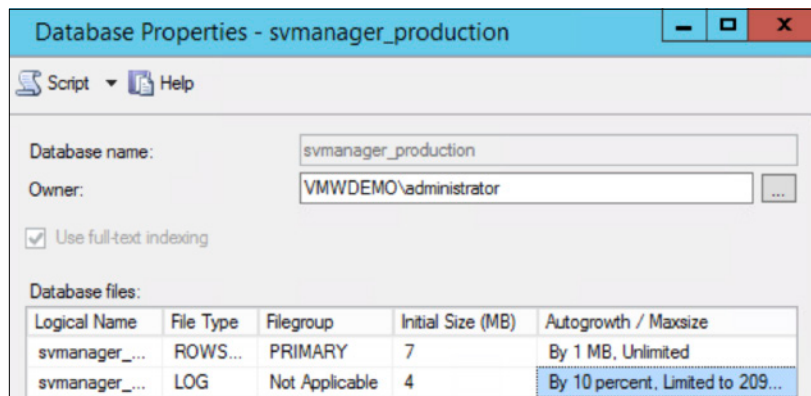 Database Properties - svmanager_production
Script Help
Database name: svmanager_production
Owner: VMWDEMO\administrator ...
Use full-text indexing
Database files:
Logical Name File Type Filegroup Initial Size (MB) Autogrowth / Maxsize
svmanager_... ROWS... PRIMARY 7 By 1 MB, Unlimited
svmanager_... LOG Not Applicable 4 By 10 percent, Limited to 209...